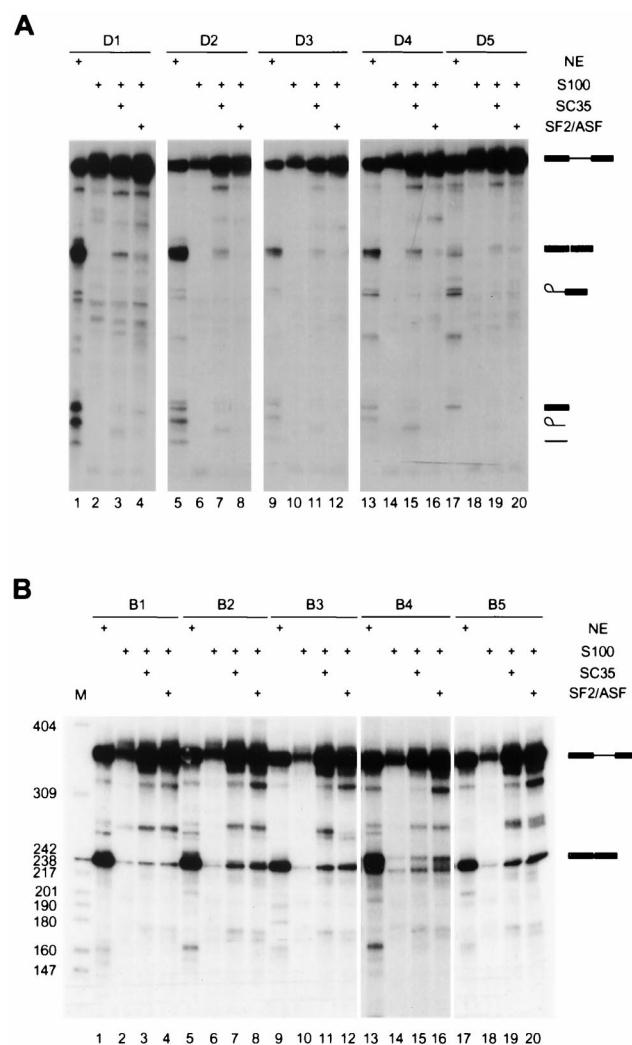 A
D1 D2 D3 D4 D5
+ + + + + NE
+ + + + + + + + + + + + + + + S100
+ + + + + SC35
+ + + + + SF2/ASF
1 2 3 4 5 6 7 8 9 10 11 12 13 14 15 16 17 18 19 20
B
B1 B2 B3 B4 B5
+ + + + + NE
+ + + + + + + + + + + + + + + S100
+ + + + + SC35
M + + + + + SF2/ASF
404
309
242
238
217
201
190
180
160
147
1 2 3 4 5 6 7 8 9 10 11 12 13 14 15 16 17 18 19 20